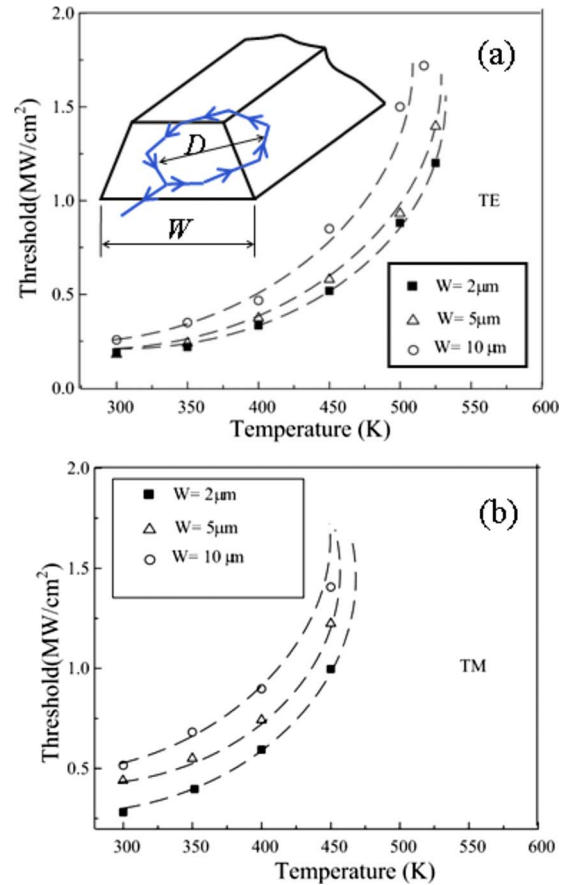 (a)
2.0
1.5
1.0
0.5
0.0
Threshold(MW/cm²)
D
W
TE
W= 2μm
W= 5μm
W= 10 μm
300 350 400 450 500 550 600
Temperature (K)
(b)
2.0
1.5
1.0
0.5
Threshold(MW/cm²)
W= 2μm
W= 5μm
W= 10 μm
TM
300 350 400 450 500 550 600
Temperature (K)